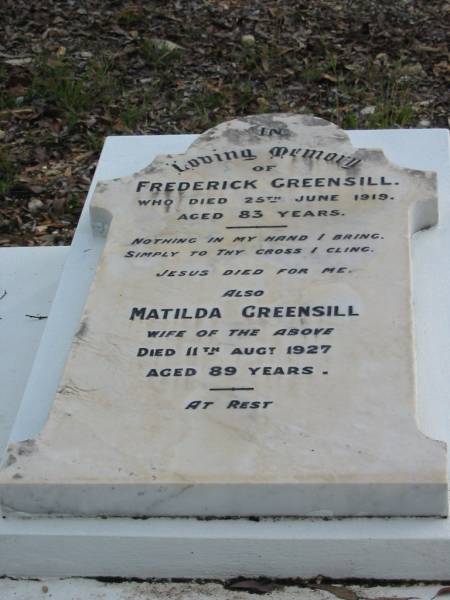 IN
Loving Memory
OF
FREDERICK GREENSILL.
WHO DIED 25TH JUNE 1919.
AGED 83 YEARS.
NOTHING IN MY HAND I BRING.
SIMPLY TO THY CROSS I CLING.
JESUS DIED FOR ME.
ALSO
MATILDA GREENSILL
WIFE OF THE ABOVE
DIED 11TH AUGT 1927
AGED 89 YEARS.
AT REST